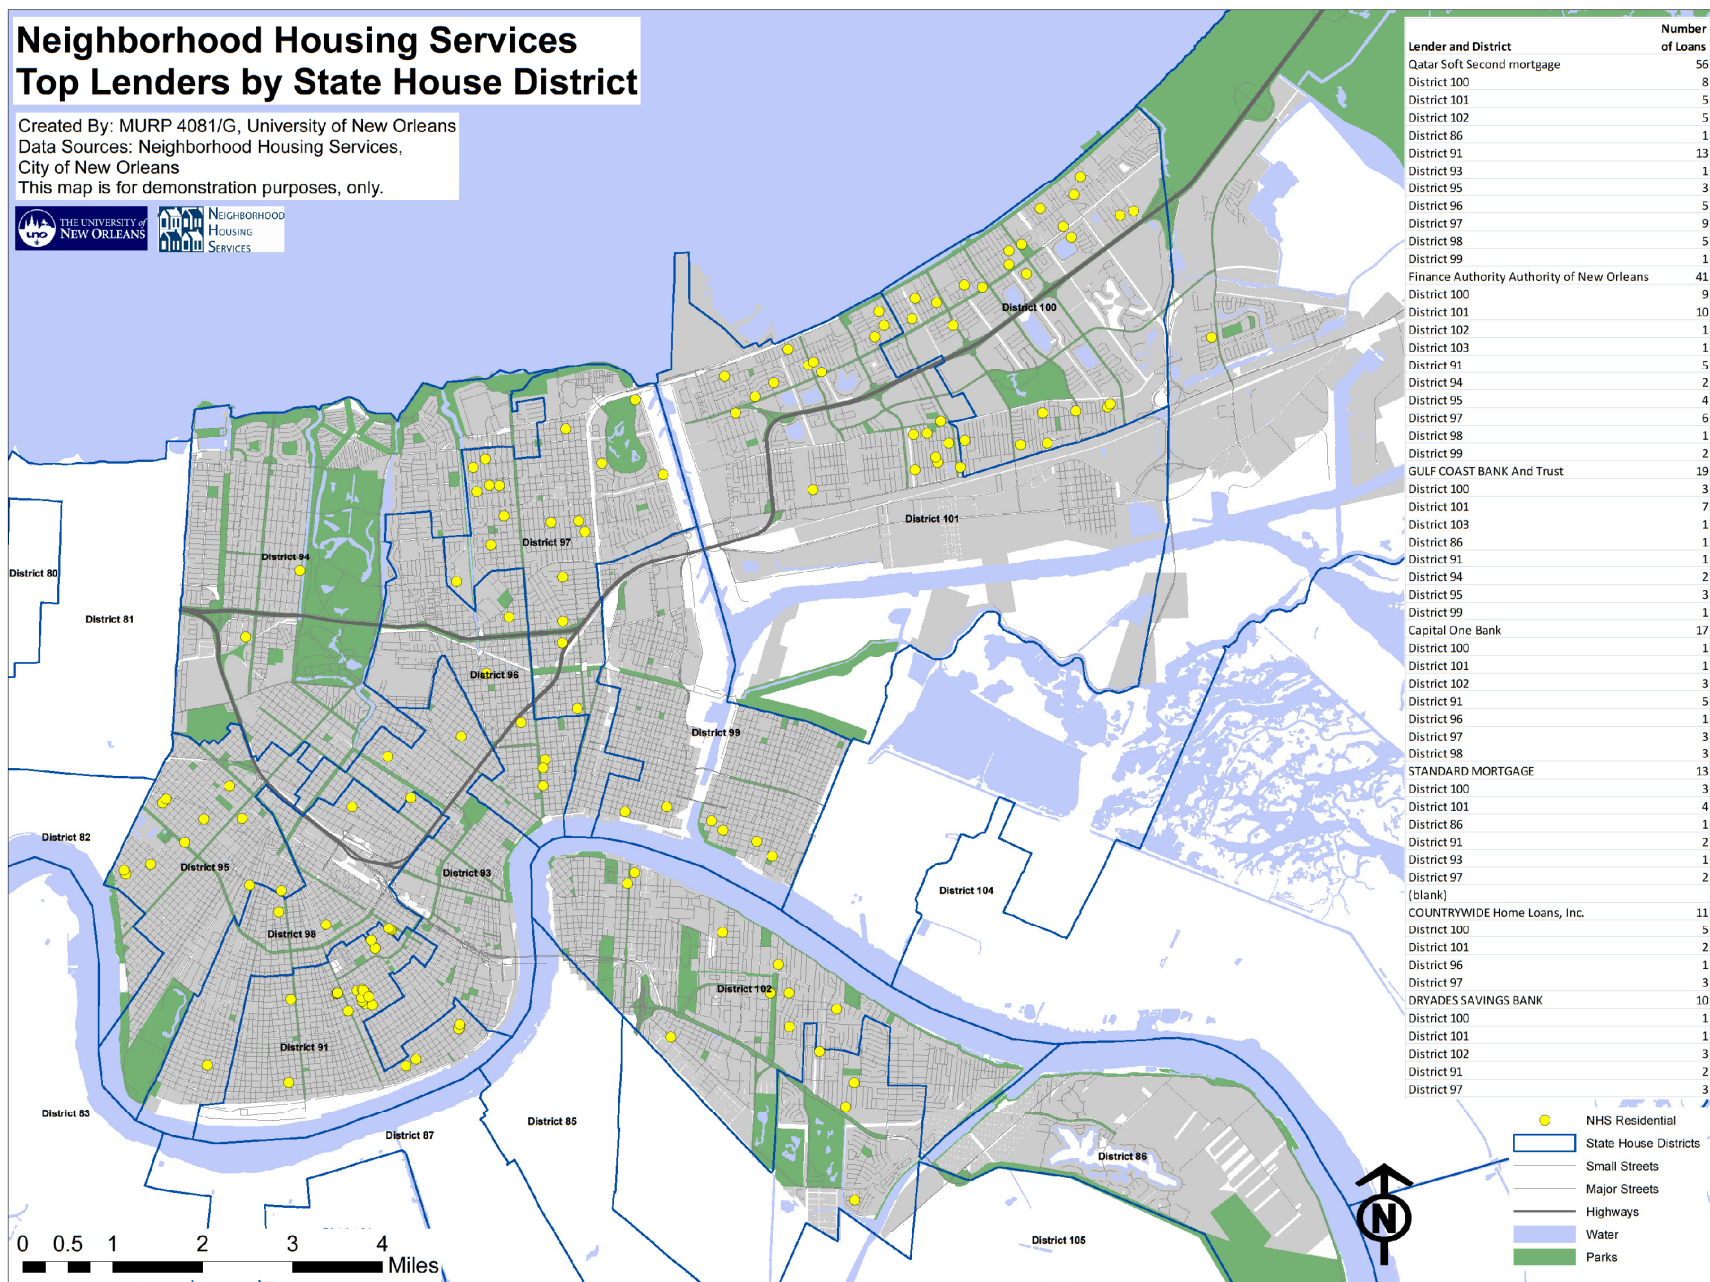 Neighborhood Housing Services
Top Lenders by State House District
Created By: MURP 4081/G, University of New Orleans
Data Sources: Neighborhood Housing Services,
City of New Orleans
This map is for demonstration purposes, only.
uno
THE UNIVERSITY of
NEW ORLEANS
NEIGHBORHOOD
HOUSING
SERVICES
District 100
District 101
District 97
District 94
District 80
District 81
District 96
District 99
District 82
District 95
District 93
District 104
District 98
District 102
District 91
District 83
District 85
District 87
District 86
District 105
0 0.5 1 2 3 4
Miles
Lender and District Number of Loans
Qatar Soft Second mortgage 56
District 100 8
District 101 5
District 102 5
District 86 1
District 91 13
District 93 1
District 95 3
District 96 5
District 97 9
District 98 5
District 99 1
Finance Authority Authority of New Orleans 41
District 100 9
District 101 10
District 102 1
District 103 1
District 91 5
District 94 2
District 95 4
District 97 6
District 98 1
District 99 2
GULF COAST BANK And Trust 19
District 100 3
District 101 7
District 103 1
District 86 1
District 91 1
District 94 2
District 95 3
District 99 1
Capital One Bank 17
District 100 1
District 101 1
District 102 3
District 91 5
District 96 1
District 97 3
District 98 3
STANDARD MORTGAGE 13
District 100 3
District 101 4
District 86 1
District 91 2
District 93 1
District 97 2
(blank)
COUNTRYWIDE Home Loans, Inc. 11
District 100 5
District 101 2
District 96 1
District 97 3
DRYADES SAVINGS BANK 10
District 100 1
District 101 1
District 102 3
District 91 2
District 97 3
NHS Residential
State House Districts
Small Streets
Major Streets
Highways
Water
Parks
N